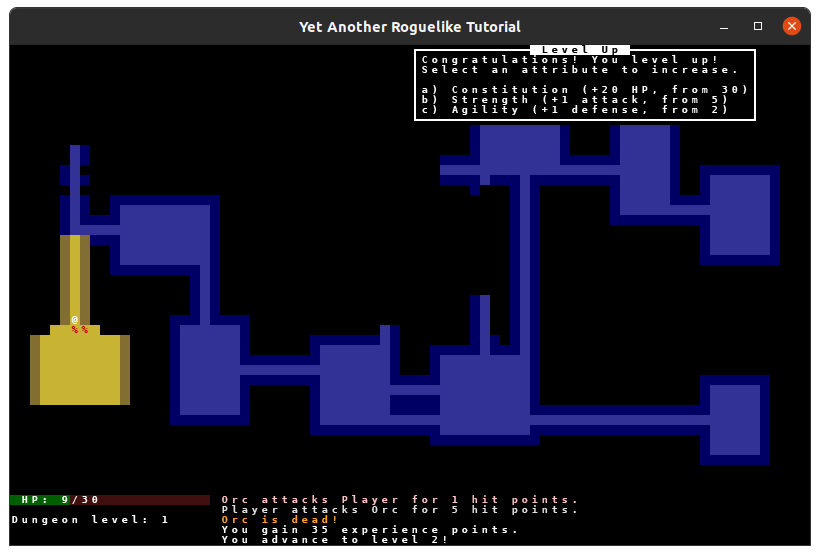 Yet Another Roguelike Tutorial
Level Up
Congratulations! You level up!
Select an attribute to increase.
a) Constitution (+20 HP, from 30)
b) Strength (+1 attack, from 5)
c) Agility (+1 defense, from 2)
@
%%
HP: 9/30
Dungeon level: 1
Orc attacks Player for 1 hit points.
Player attacks Orc for 5 hit points.
Orc is dead!
You gain 35 experience points.
You advance to level 2!